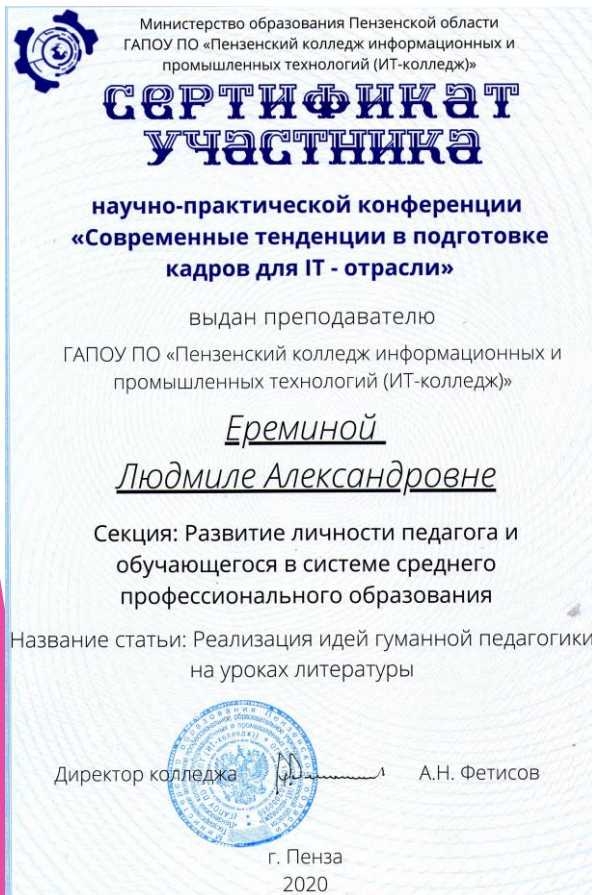 Министерство образования Пензенской области
ГАПОУ ПО «Пензенский колледж информационных и
промышленных технологий (ИТ-колледж)»
СЕРТИФИКАТ
УЧАСТНИКА
научно-практической конференции
«Современные тенденции в подготовке
кадров для IT - отрасли»
выдан преподавателю
ГАПОУ ПО «Пензенский колледж информационных и
промышленных технологий (ИТ-колледж)»
Ереминой
Людмиле Александровне
Секция: Развитие личности педагога и
обучающегося в системе среднего
профессионального образования
Название статьи: Реализация идей гуманной педагогики
на уроках литературы
Директор колледжа А.Н. Фетисов
г. Пенза
2020